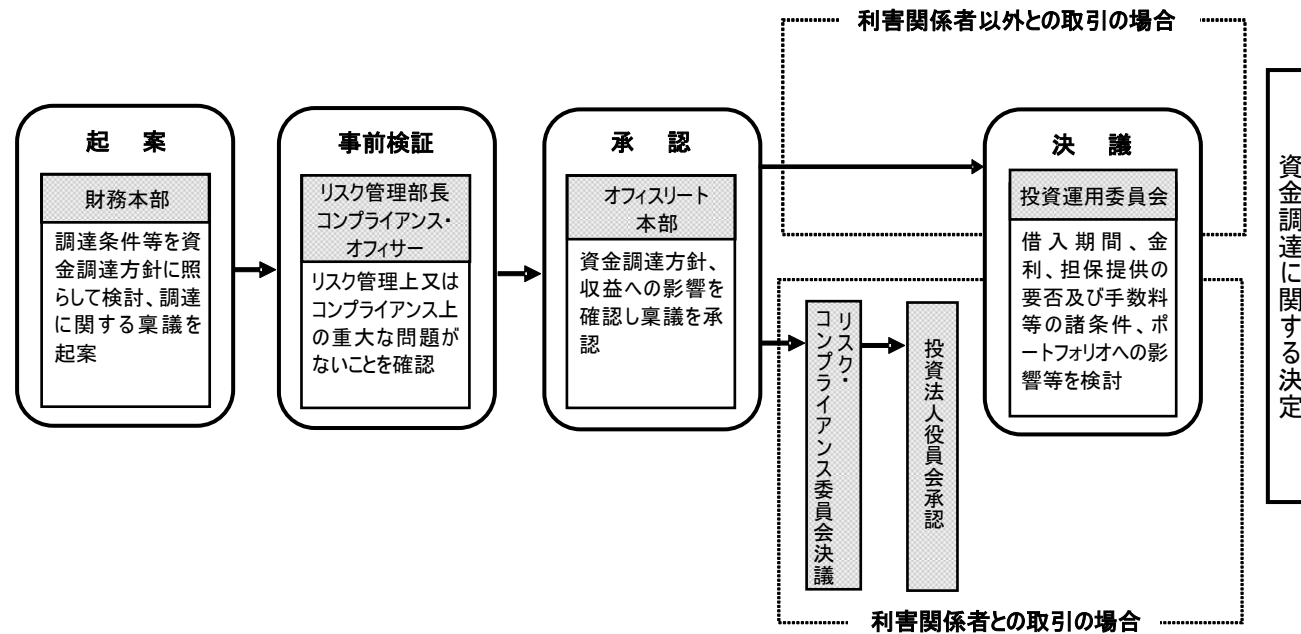 利害関係者以外との取引の場合
起　案
財務本部
調達条件等を資
金調達方針に照
らして検討、調達
に関する稟議を
起案
事前検証
リスク管理部長
コンプライアンス・
オフィサー
リスク管理上又は
コンプライアンス上
の重大な問題が
ないことを確認
承　認
オフィスリート
本部
資金調達方針、
収益への影響を
確認し稟議を承
認
リスク・
コンプライアンス委員会決議
投資法人役員会承認
決　議
投資運用委員会
借入期間、金
利、担保提供の
要否及び手数料
等の諸条件、ポ
ートフォリオへの影
響等を検討
資金調達に関する決定
利害関係者との取引の場合